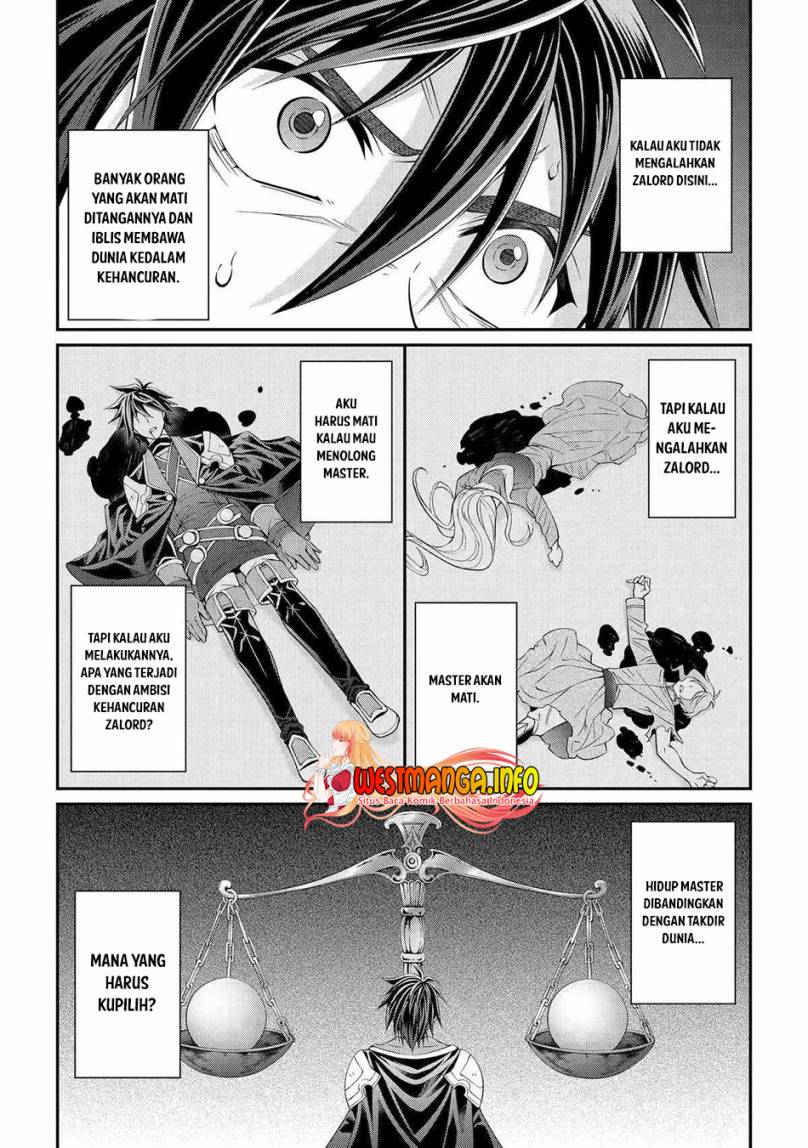 KALAU AKU TIDAK
MENGALAHKAN
ZALORD DISINI...
BANYAK ORANG
YANG AKAN MATI
DITANGANNYA DAN
IBLIS MEMBAWA
DUNIA KEDALAM
KEHANCURAN.
TAPI KALAU
AKU ME-
NGALAHKAN
ZALORD...
MASTER AKAN
MATI.
AKU
HARUS MATI
KALAU MAU
MENOLONG
MASTER.
TAPI KALAU AKU
MELAKUKANNYA,
APA YANG TERJADI
DENGAN AMBISI
KEHANCURAN
ZALORD?
WESTMANGA.INFO
Situs Baca Komik Berbahasa Indonesia
HIDUP MASTER
DIBANDINGKAN
DENGAN TAKDIR
DUNIA...
MANA YANG
HARUS
KUPILIH?